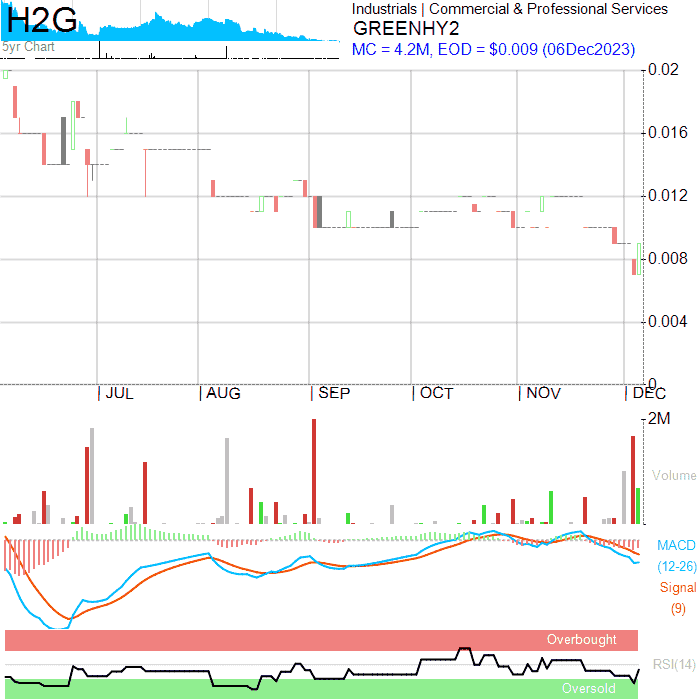 H2G
5yr Chart
Industrials | Commercial & Professional Services
GREENHY2
MC = 4.2M, EOD = $0.009 (06Dec2023)
0.02
0.016
0.012
0.008
0.004
0
JUL AUG SEP OCT NOV DEC
2M
Volume
MACD
(12-26)
Signal
(9)
Overbought
RSI(14)
Oversold